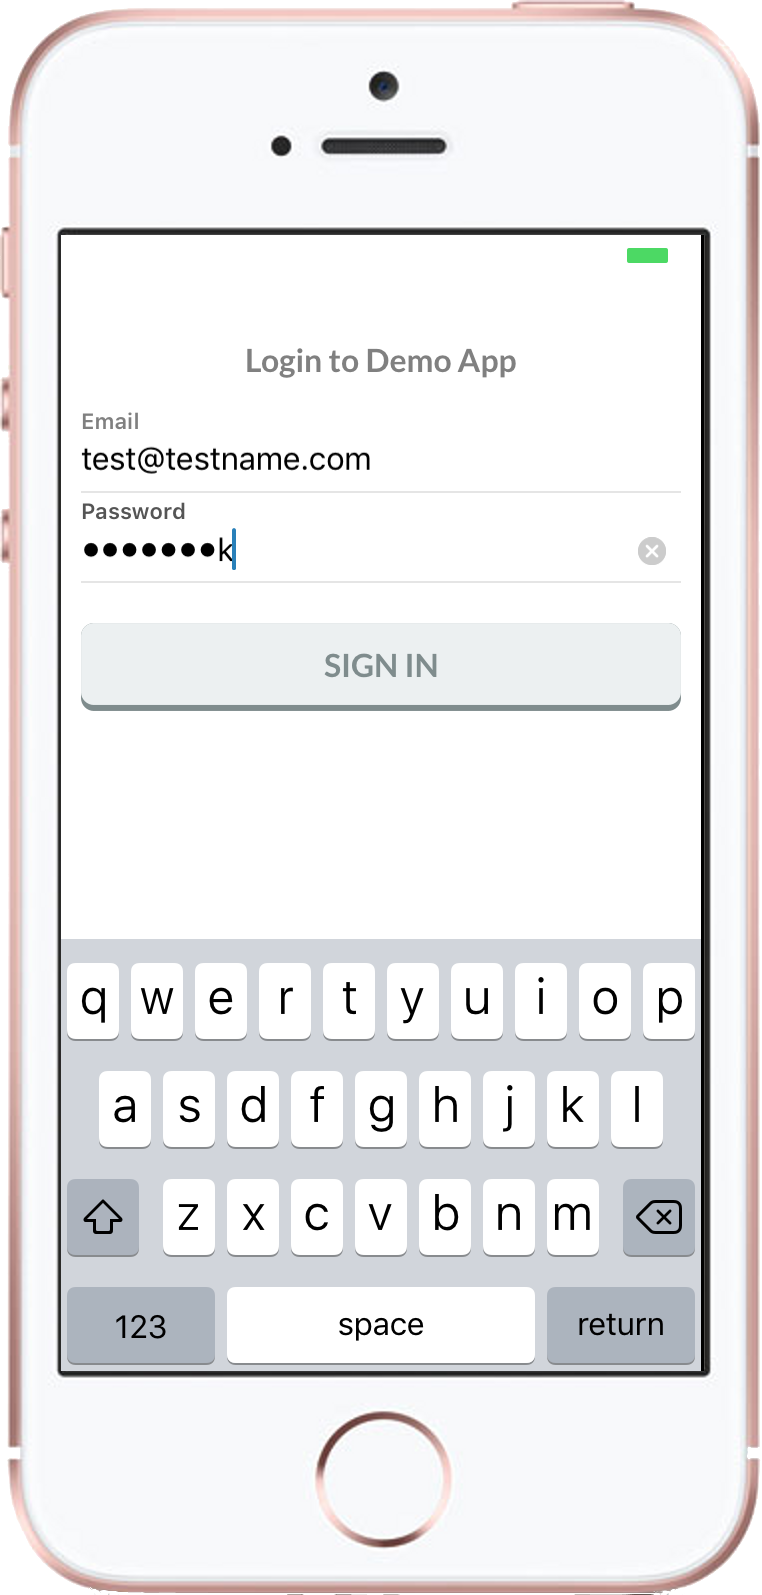 Login to Demo App
Email
test@testname.com
Password
•••••••k
SIGN IN
q w e r t y u i o p
a s d f g h j k l
z x c v b n m
123 space return